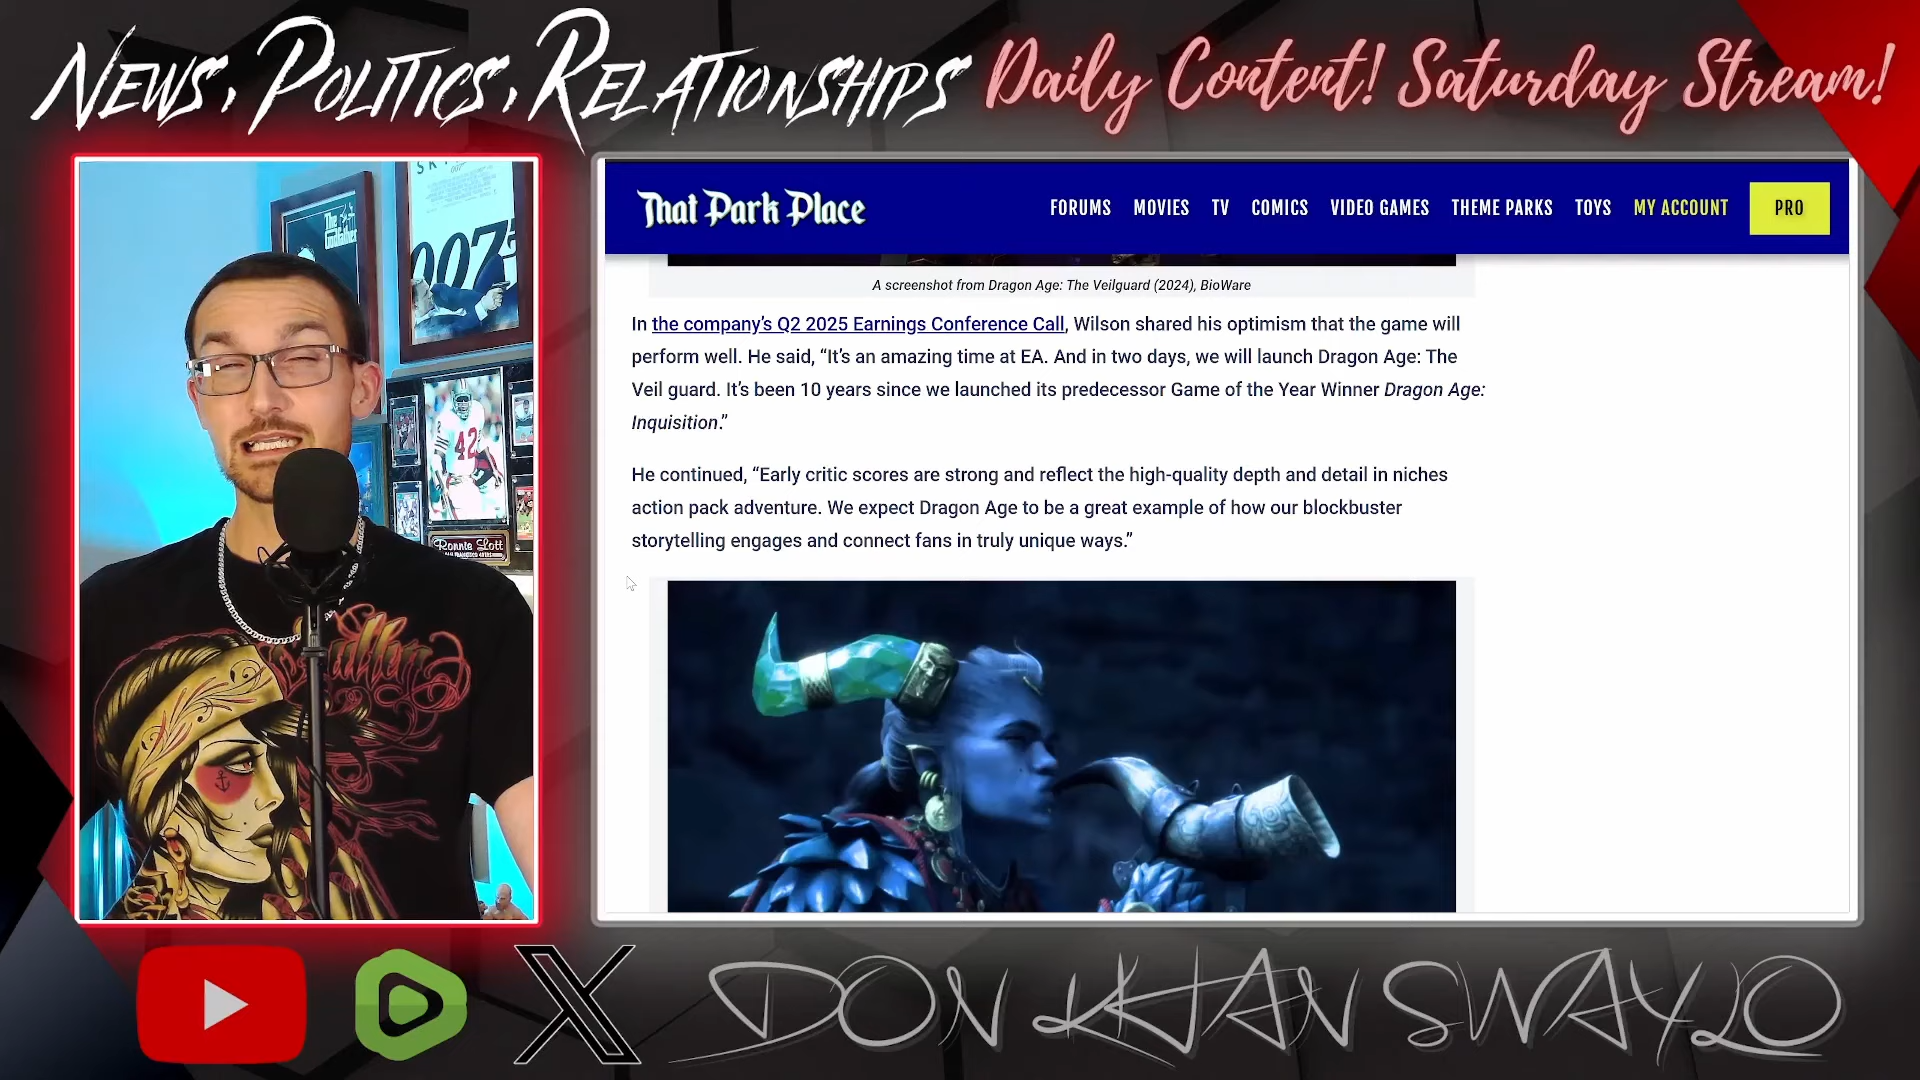 News, Politics, Relationships Daily Content! Saturday Stream!
SKY
007
The
Godfather
007
42
Ronnie Lott
That Park Place
FORUMS MOVIES TV COMICS VIDEO GAMES THEME PARKS TOYS MY ACCOUNT PRO
A screenshot from Dragon Age: The Veilguard (2024), BioWare
In the company's Q2 2025 Earnings Conference Call, Wilson shared his optimism that the game will
perform well. He said, “It's an amazing time at EA. And in two days, we will launch Dragon Age: The
Veil guard. It's been 10 years since we launched its predecessor Game of the Year Winner Dragon Age:
Inquisition.”
He continued, “Early critic scores are strong and reflect the high-quality depth and detail in niches
action pack adventure. We expect Dragon Age to be a great example of how our blockbuster
storytelling engages and connect fans in truly unique ways.”
DON KHAN SWAYLO